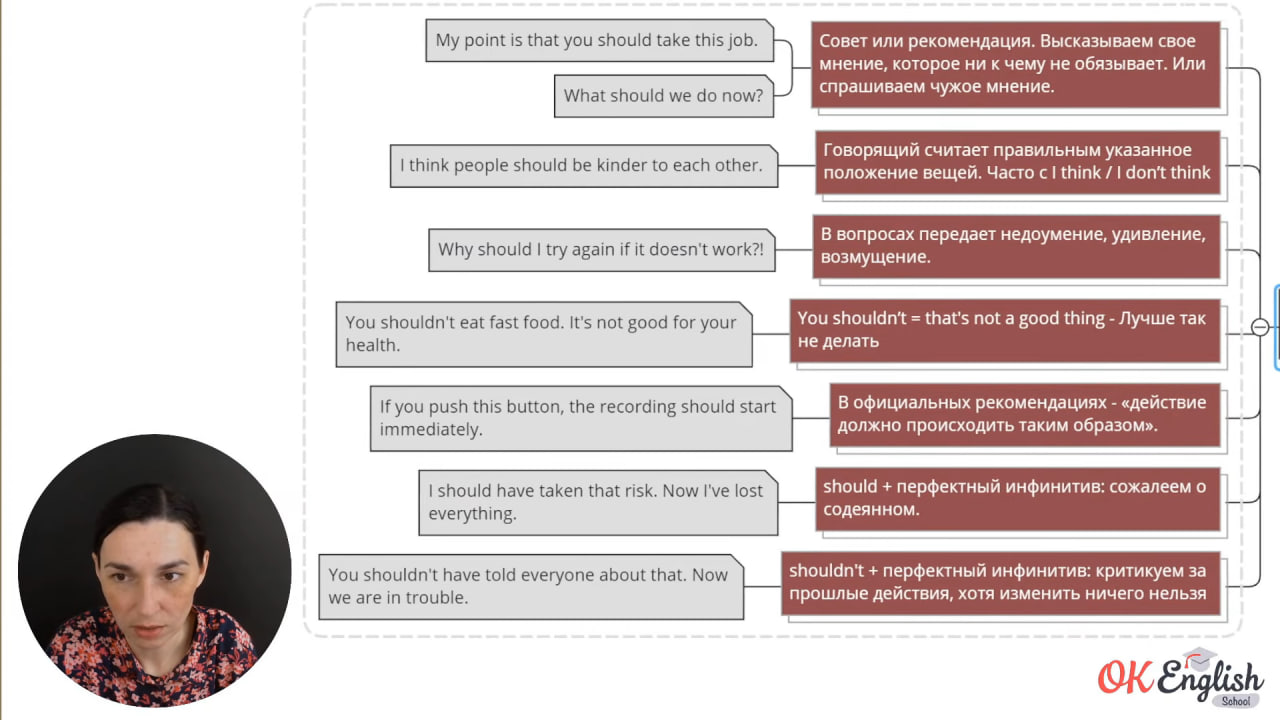 My point is that you should take this job.
What should we do now?
Совет или рекомендация. Высказываем свое
мнение, которое ни к чему не обязывает. Или
спрашиваем чужое мнение.
I think people should be kinder to each other.
Говорящий считает правильным указанное
положение вещей. Часто с I think / I don’t think
Why should I try again if it doesn't work?!
В вопросах передает недоумение, удивление,
возмущение.
You shouldn't eat fast food. It's not good for your
health.
You shouldn’t = that's not a good thing - Лучше так
не делать
If you push this button, the recording should start
immediately.
В официальных рекомендациях - «действие
должно происходить таким образом».
I should have taken that risk. Now I've lost
everything.
should + перфектный инфинитив: сожалеем о
содеянном.
You shouldn't have told everyone about that. Now
we are in trouble.
shouldn't + перфектный инфинитив: критикуем за
прошлые действия, хотя изменить ничего нельзя
OK English
School